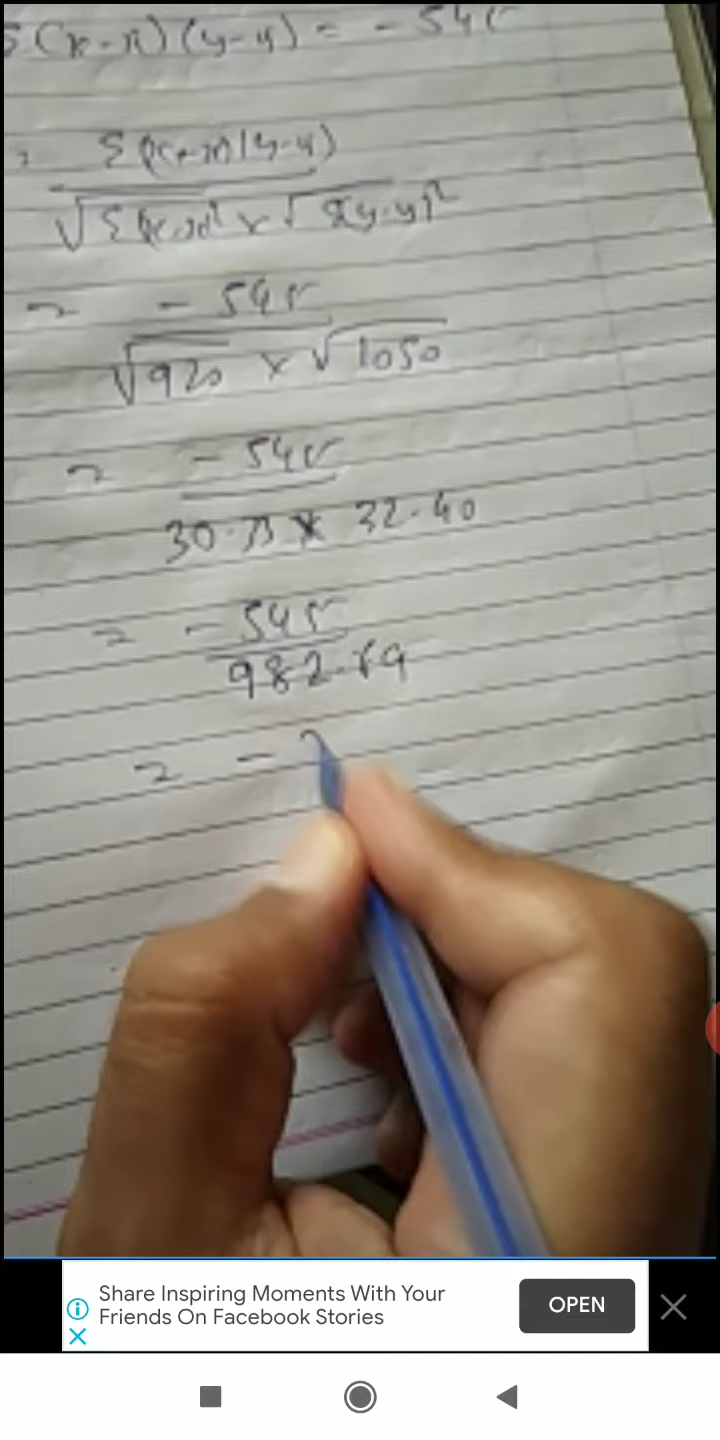 Σ(x-x̄)(y-ȳ) = -545
= Σ(x-x)(y-y)
√Σ(x-x)² × √Σ(y-y)²
= -545
√920 × √1050
= -545
30.33 × 32.40
= -545
982.69
= -
Share Inspiring Moments With Your
Friends On Facebook Stories
OPEN